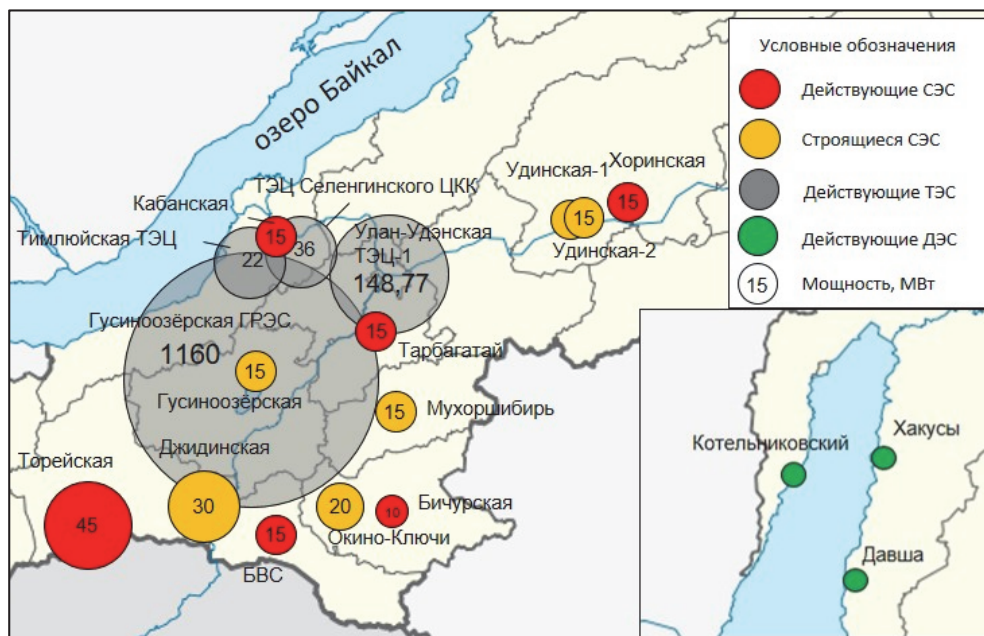 Условные обозначения
Действующие СЭС
Строящиеся СЭС
Действующие ТЭС
Действующие ДЭС
15
Мощность, МВт
озеро Байкал
ТЭЦ Селенгинского ЦКК
Кабанская
Тимлюйская ТЭЦ
15
36
22
Улан-Удэнская
ТЭЦ-1
148,77
Удинская-1
Хоринская
15
15
Удинская-2
Гусиноозёрская ГРЭС
1160
15
Тарбагатай
15
Гусиноозёрская
15
Мухоршибирь
Джидинская
Торейская
45
30
15
БВС
20
Окино-Ключи
10
Бичурская
Котельниковский
Хакусы
Давша